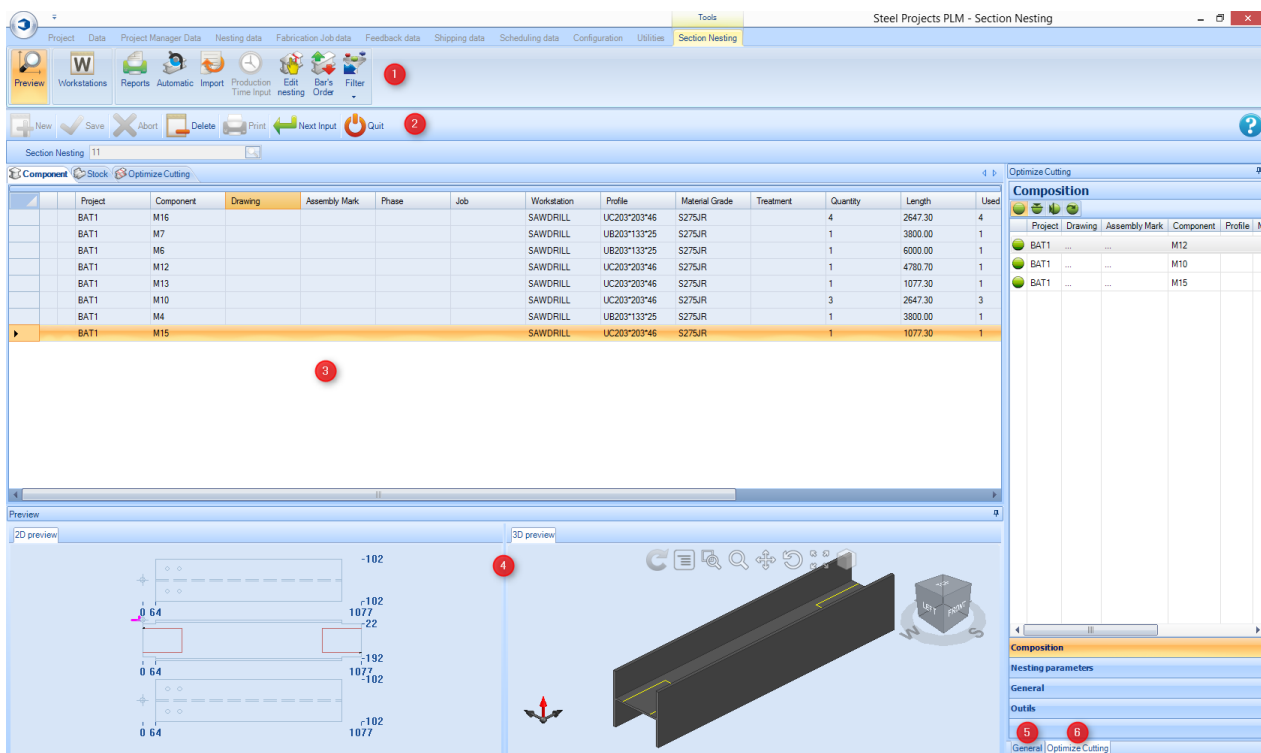 Tools
Steel Projects PLM - Section Nesting
Project Data Project Manager Data Nesting data Fabrication Job data Feedback data Shipping data Scheduling data Configuration Utilities Section Nesting
Preview Workstations Reports Automatic Import Production Time Input Edit nesting Bar's Order Filter
1
New Save Abort Delete Print Next Input Quit
2
?
Section Nesting 11
Component Stock Optimize Cutting
Project Component Drawing Assembly Mark Phase Job Workstation Profile Material Grade Treatment Quantity Length Used
BAT1 M16 SAWDRILL UC203*203*46 S275JR 4 2647.30 4
BAT1 M7 SAWDRILL UB203*133*25 S275JR 1 3800.00 1
BAT1 M6 SAWDRILL UB203*133*25 S275JR 1 6000.00 1
BAT1 M12 SAWDRILL UC203*203*46 S275JR 1 4780.70 1
BAT1 M13 SAWDRILL UC203*203*46 S275JR 1 1077.30 1
BAT1 M10 SAWDRILL UC203*203*46 S275JR 3 2647.30 3
BAT1 M4 SAWDRILL UB203*133*25 S275JR 1 3800.00 1
BAT1 M15 SAWDRILL UC203*203*46 S275JR 1 1077.30 1
3
Optimize Cutting
Composition
Project Drawing Assembly Mark Component Profile
BAT1 ... ... M12
BAT1 ... ... M10
BAT1 ... ... M15
Preview
2D preview
3D preview
4
-102
-102
0 64 1077
-22
-192
0 64 1077
-102
-102
0 64 1077
TOP
LEFT FRONT
W S
Composition
Nesting parameters
General
Outils
5 6
General Optimize Cutting